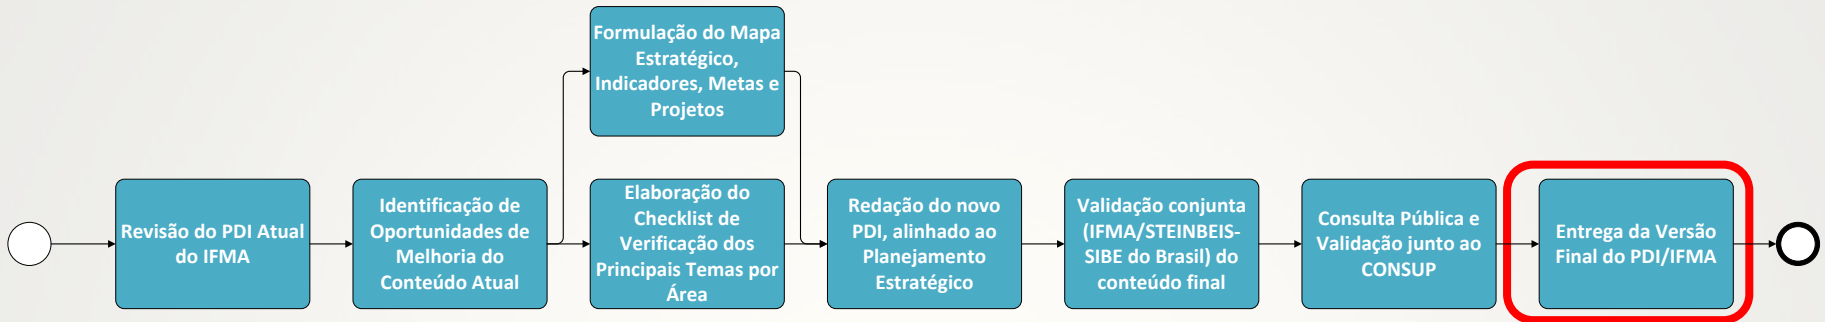 Revisão do PDI Atual
do IFMA
Identificação de
Oportunidades de
Melhoria do
Conteúdo Atual
Formulação do Mapa
Estratégico,
Indicadores, Metas e
Projetos
Elaboração do
Checklist de
Verificação dos
Principais Temas por
Área
Redação do novo
PDI, alinhado ao
Planejamento
Estratégico
Validação conjunta
(IFMA/STEINBEIS-
SIBE do Brasil) do
conteúdo final
Consulta Pública e
Validação junto ao
CONSUP
Entrega da Versão
Final do PDI/IFMA